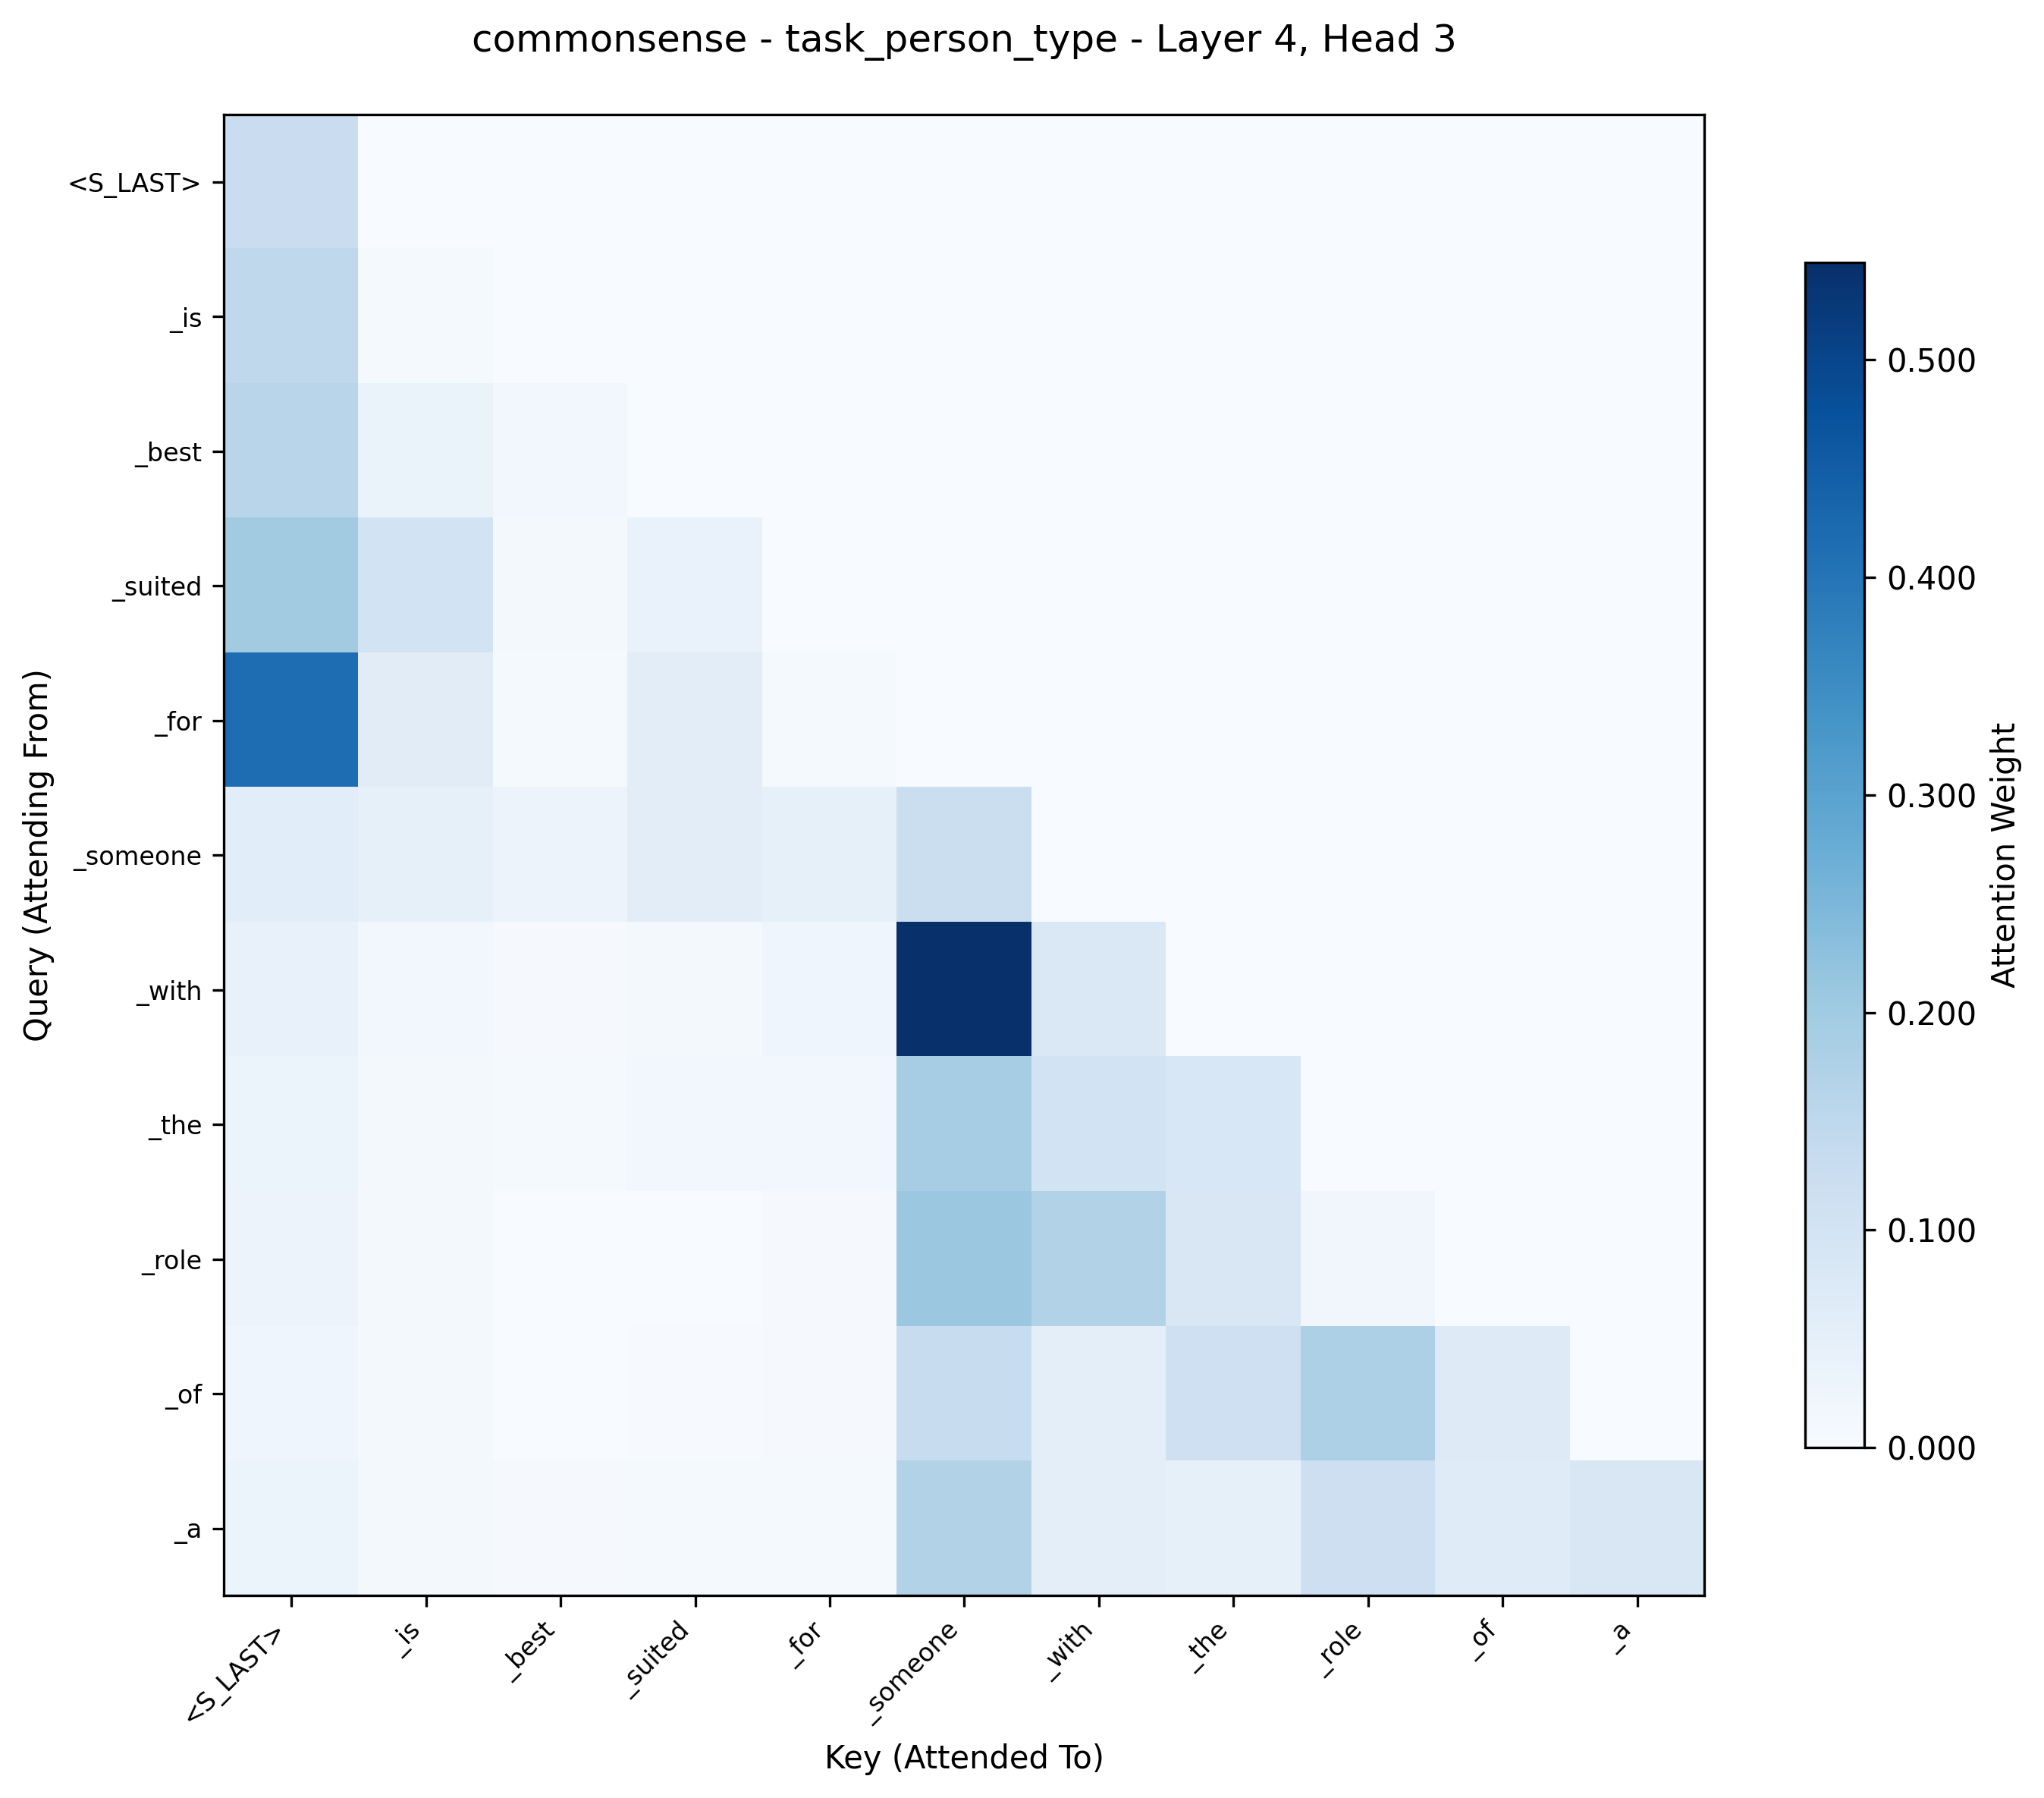 commonsense - task_person_type - Layer 4, Head 3
Query (Attending From)
<S_LAST>
_is
_best
_suited
_for
_someone
_with
_the
_role
_of
_a
<S_LAST>
_is
_best
_suited
_for
_someone
_with
_the
_role
_of
_a
Key (Attended To)
0.500
0.400
0.300
0.200
0.100
0.000
Attention Weight